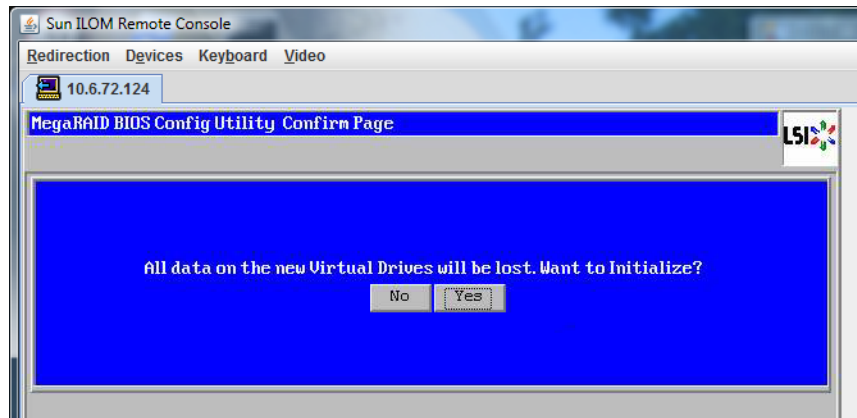 Sun ILOM Remote Console
Redirection Devices Keyboard Video
10.6.72.124
MegaRAID BIOS Config Utility Confirm Page
LSI
All data on the new Virtual Drives will be lost. Want to Initialize?
No Yes